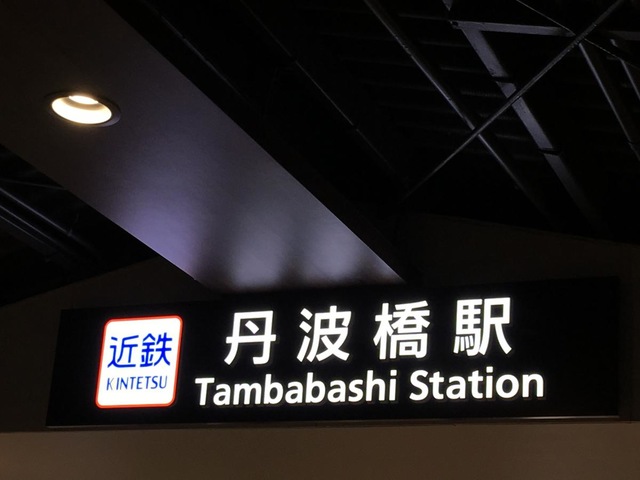 近鉄
KINTETSU
丹波橋駅
Tambabashi Station